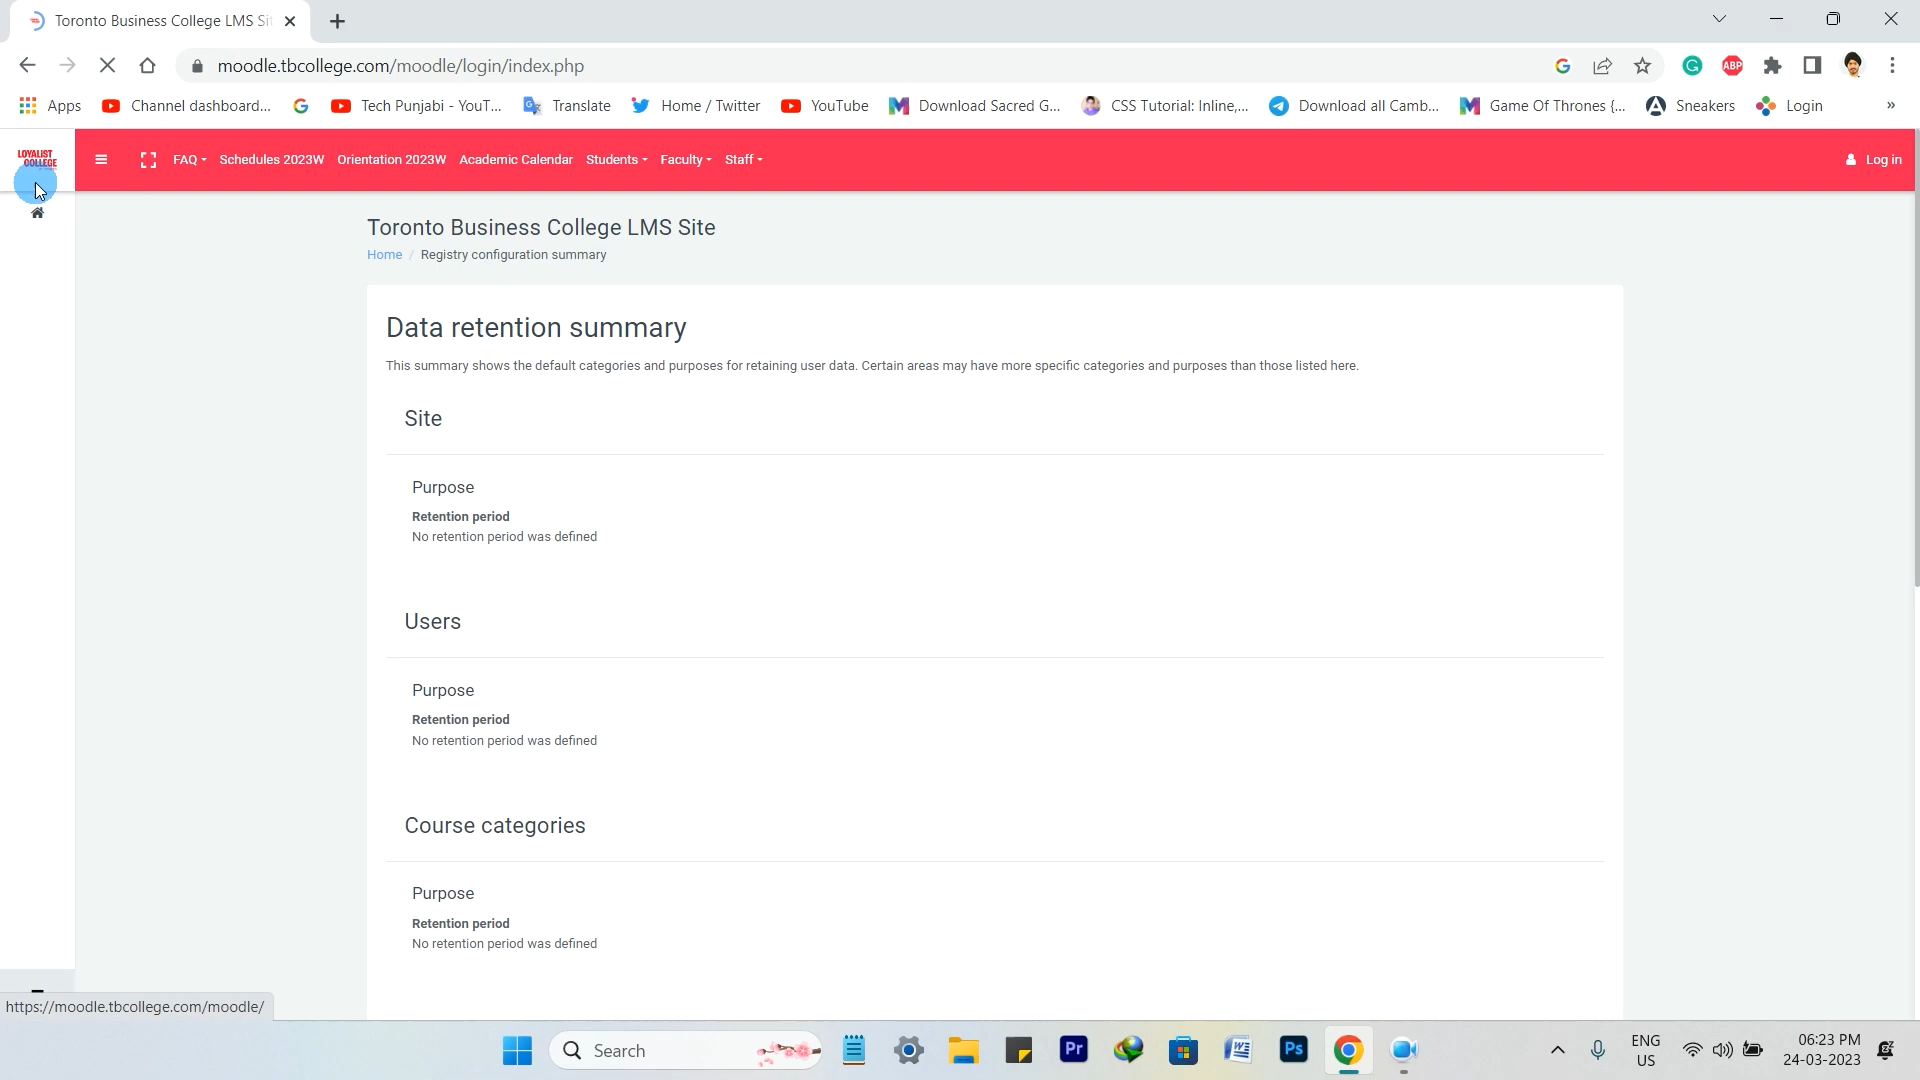 Toronto Business College LMS Sit
moodle.tbcollege.com/moodle/login/index.php
Apps Channel dashboard... Tech Punjabi - YouT... Translate Home / Twitter YouTube Download Sacred G... CSS Tutorial: Inline,... Download all Camb... Game Of Thrones {... Sneakers Login »
ABP
LOYALIST
COLLEGE
FAQ Schedules 2023W Orientation 2023W Academic Calendar Students Faculty Staff Log in
Toronto Business College LMS Site
Home / Registry configuration summary
Data retention summary
This summary shows the default categories and purposes for retaining user data. Certain areas may have more specific categories and purposes than those listed here.
Site
Purpose
Retention period
No retention period was defined
Users
Purpose
Retention period
No retention period was defined
Course categories
Purpose
Retention period
No retention period was defined
https://moodle.tbcollege.com/moodle/
Search
Pr
Ps
ENG
US
06:23 PM
24-03-2023